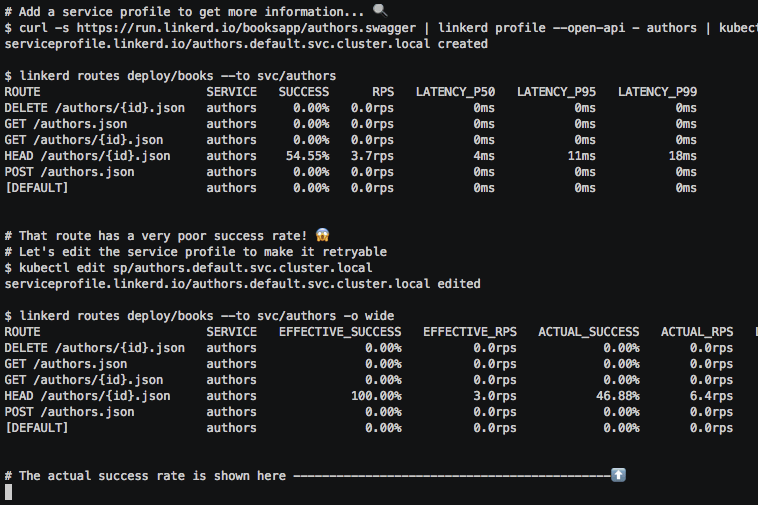 # Add a service profile to get more information... 🔍
$ curl -s https://run.linkerd.io/booksapp/authors.swagger | linkerd profile --open-api - authors | kubect
serviceprofile.linkerd.io/authors.default.svc.cluster.local created
$ linkerd routes deploy/books --to svc/authors
ROUTE SERVICE SUCCESS RPS LATENCY_P50 LATENCY_P95 LATENCY_P99
DELETE /authors/{id}.json authors 0.00% 0.0rps 0ms 0ms 0ms
GET /authors.json authors 0.00% 0.0rps 0ms 0ms 0ms
GET /authors/{id}.json authors 0.00% 0.0rps 0ms 0ms 0ms
HEAD /authors/{id}.json authors 54.55% 3.7rps 4ms 11ms 18ms
POST /authors.json authors 0.00% 0.0rps 0ms 0ms 0ms
[DEFAULT] authors 0.00% 0.0rps 0ms 0ms 0ms
# That route has a very poor success rate! 😱
# Let's edit the service profile to make it retryable
$ kubectl edit sp/authors.default.svc.cluster.local
serviceprofile.linkerd.io/authors.default.svc.cluster.local edited
$ linkerd routes deploy/books --to svc/authors -o wide
ROUTE SERVICE EFFECTIVE_SUCCESS EFFECTIVE_RPS ACTUAL_SUCCESS ACTUAL_RPS
DELETE /authors/{id}.json authors 0.00% 0.0rps 0.00% 0.0rps
GET /authors.json authors 0.00% 0.0rps 0.00% 0.0rps
GET /authors/{id}.json authors 0.00% 0.0rps 0.00% 0.0rps
HEAD /authors/{id}.json authors 100.00% 3.0rps 46.88% 6.4rps
POST /authors.json authors 0.00% 0.0rps 0.00% 0.0rps
[DEFAULT] authors 0.00% 0.0rps 0.00% 0.0rps
# The actual success rate is shown here ------------------------------------------⬆️